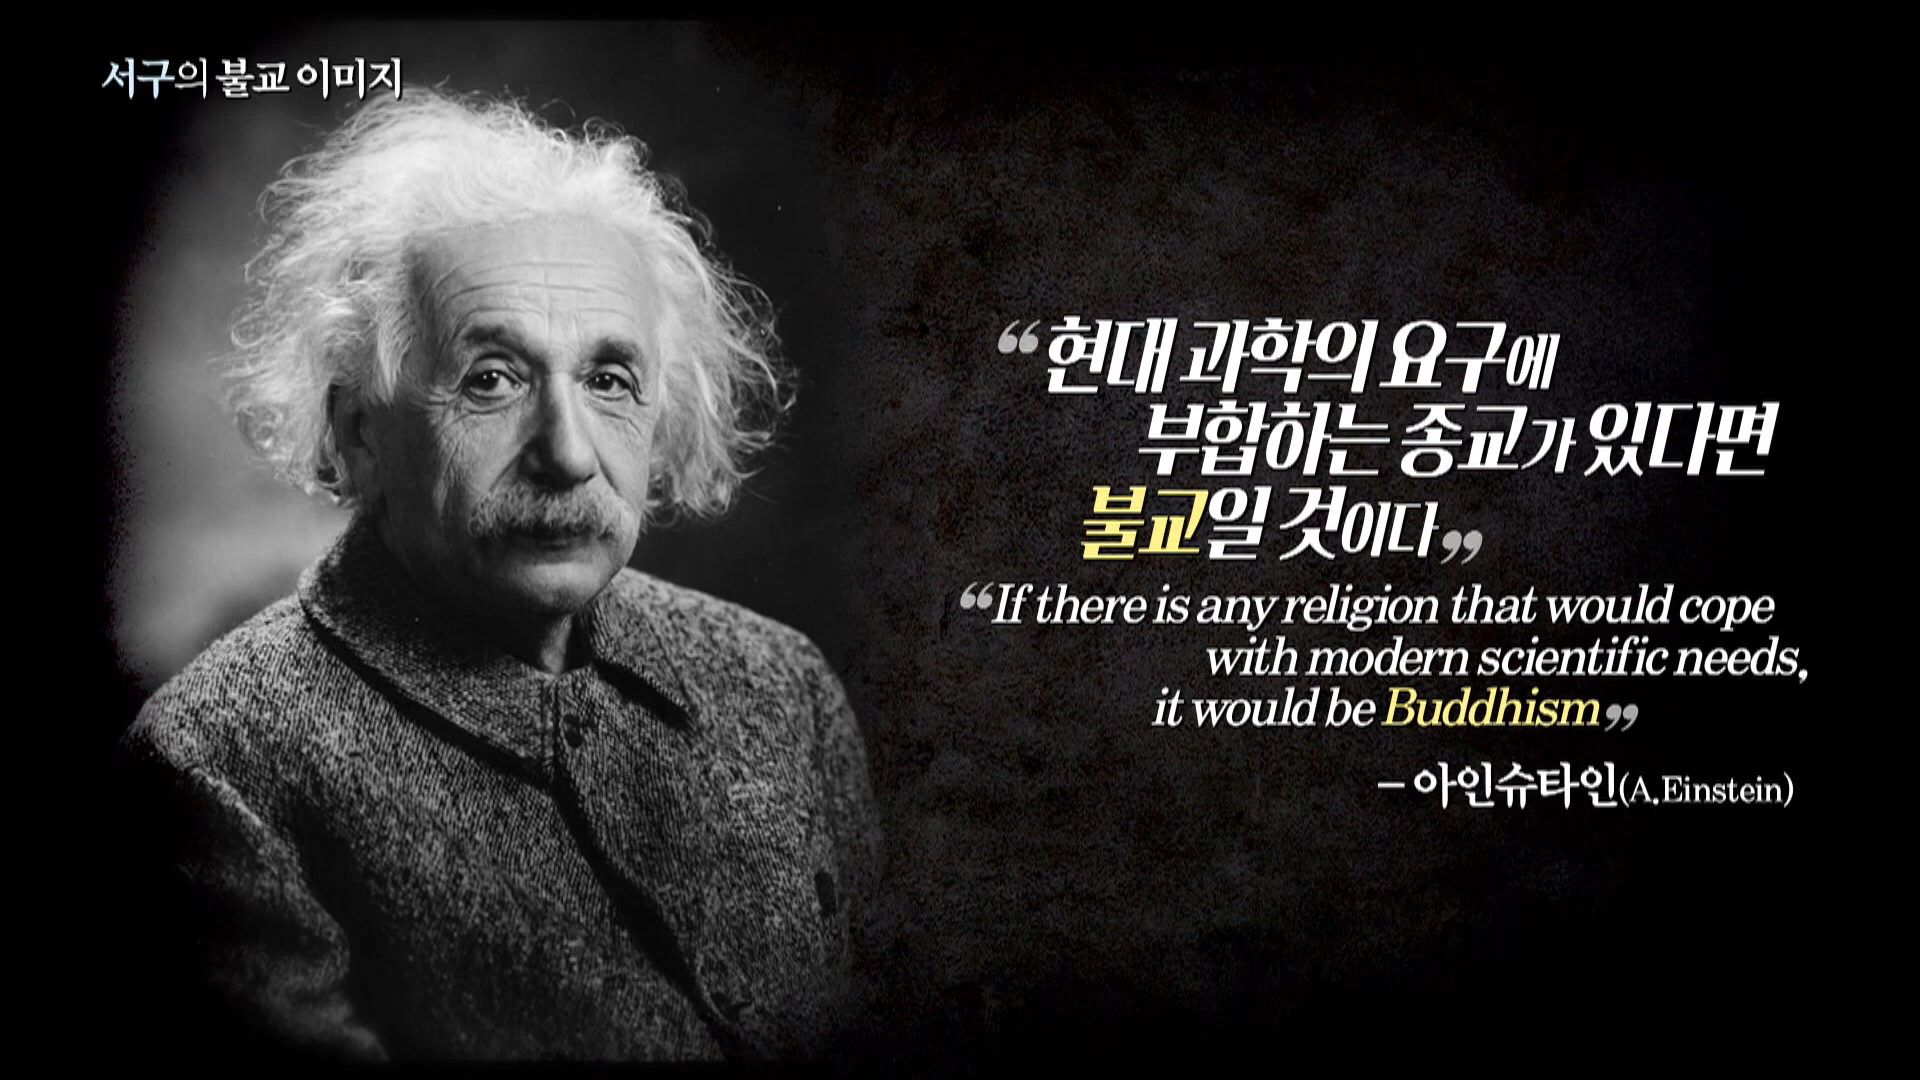 서구의 불교 이미지
“현대 과학의 요구에
부합하는 종교가 있다면
불교일 것이다”
“If there is any religion that would cope
with modern scientific needs,
it would be Buddhism”
– 아인슈타인(A.Einstein)